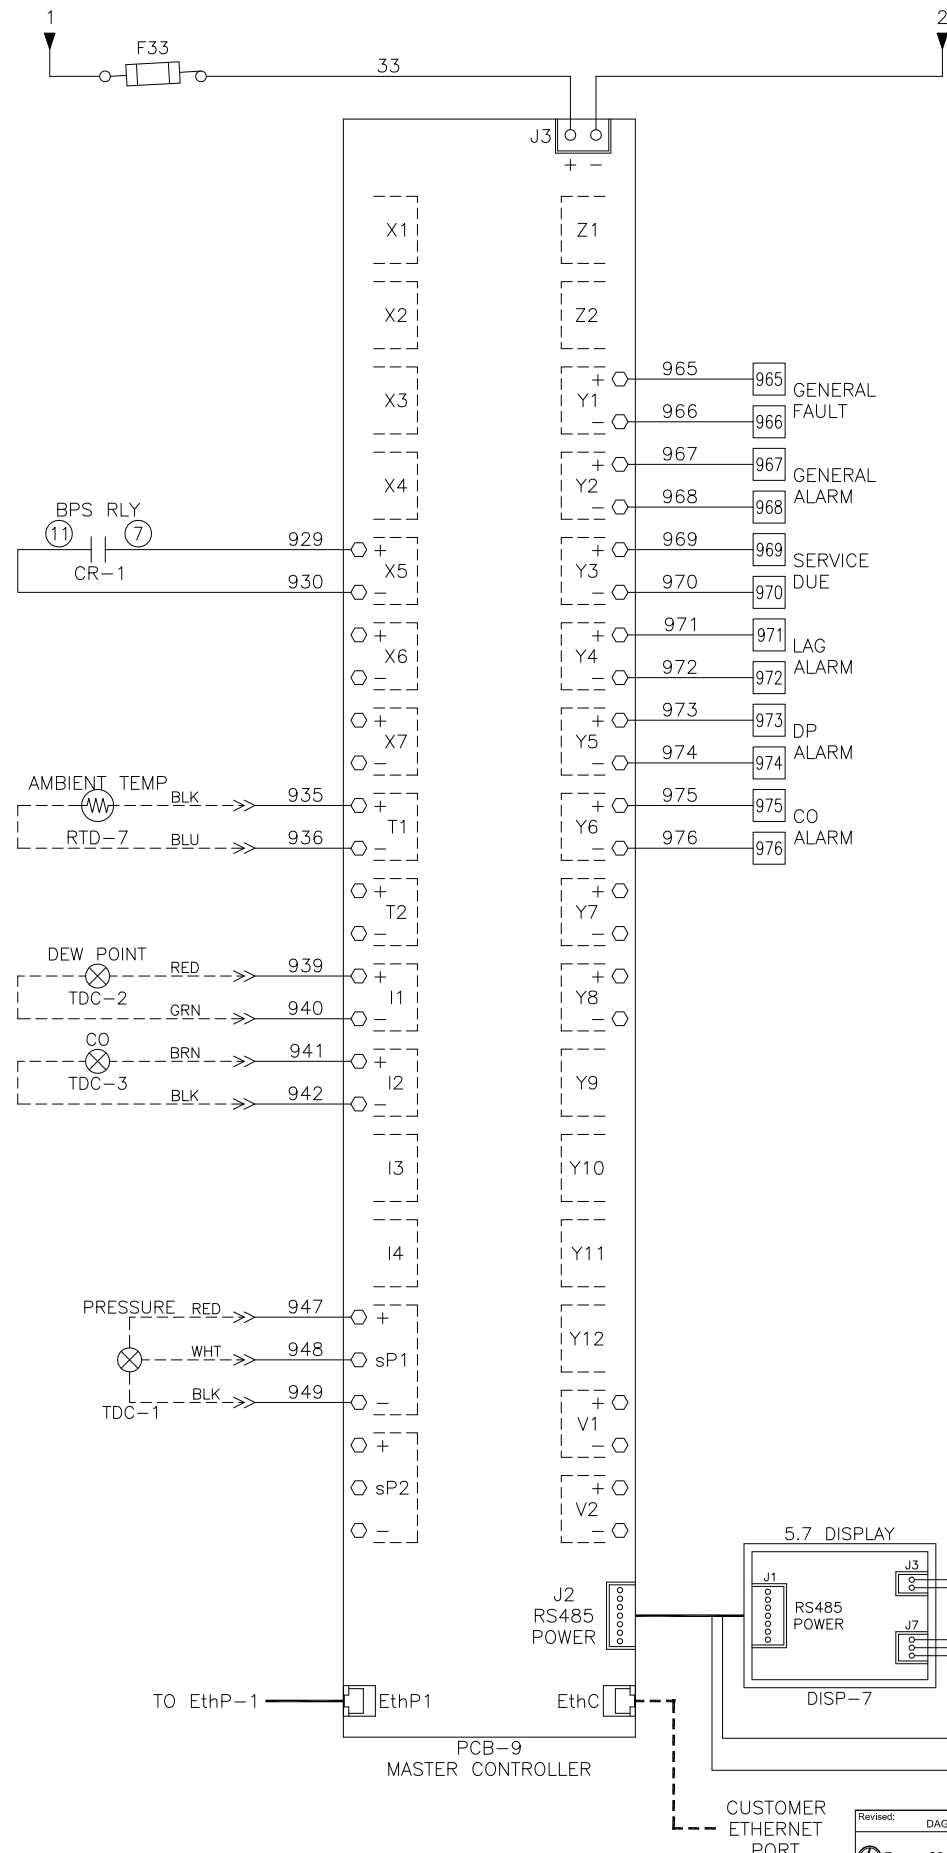 1
2
F33
33
J3
+ −
X1
Z1
X2
Z2
X3
+ Y1 −
965
966
965
966
GENERAL
FAULT
X4
+ Y2 −
967
968
967
968
GENERAL
ALARM
BPS RLY
11
7
CR−1
929
930
+ X5 −
+ Y3 −
969
970
969
970
SERVICE
DUE
+ X6 −
+ Y4 −
971
972
971
972
LAG
ALARM
+ X7 −
+ Y5 −
973
974
973
974
DP
ALARM
AMBIENT TEMP
BLK
935
RTD−7
BLU
936
+ T1 −
+ Y6 −
975
976
975
976
CO
ALARM
+ T2 −
+ Y7 −
DEW POINT
RED
939
TDC−2
GRN
940
+ I1 −
+ Y8 −
CO
BRN
941
TDC−3
BLK
942
+ I2 −
Y9
I3
Y10
I4
Y11
PRESSURE
RED
947
WHT
948
BLK
949
TDC−1
+ sP1 −
Y12
+ V1 −
+ sP2 −
+ V2 −
5.7 DISPLAY
J1
J3
RS485
POWER
J7
DISP−7
J2
RS485
POWER
TO EthP−1
EthP1
EthC
PCB−9
MASTER CONTROLLER
CUSTOMER
ETHERNET
PORT
Revised:
DAG